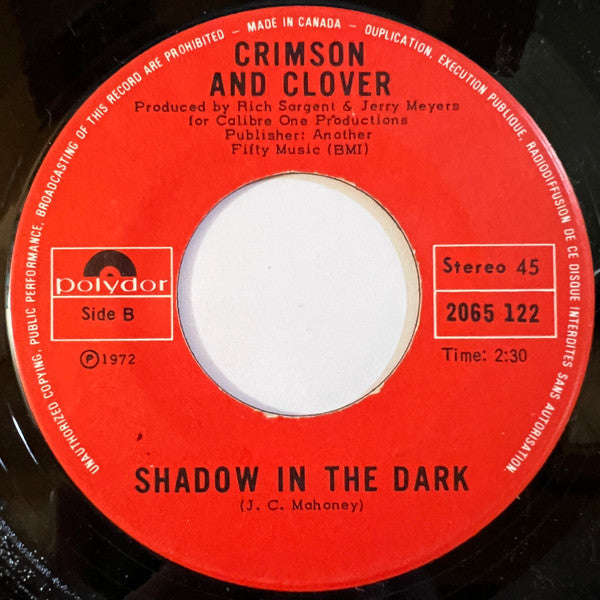 UNAUTHORIZED COPYING, PUBLIC PERFORMANCE, BROADCASTING OF THIS RECORD ARE PROHIBITED - MADE IN CANADA - DUPLICATION, EXECUTION PUBLIQUE, RADIODIFFUSION DE CE DISQUE INTERDITES SANS AUTORISATION.
CRIMSON
AND CLOVER
Produced by Rich Sargent & Jerry Meyers
for Calibre One Productions
Publisher: Another
Fifty Music (BMI)
polydor
Side B
Ⓟ1972
Stereo 45
2065 122
Time: 2:30
SHADOW IN THE DARK
(J. C. Mahoney)